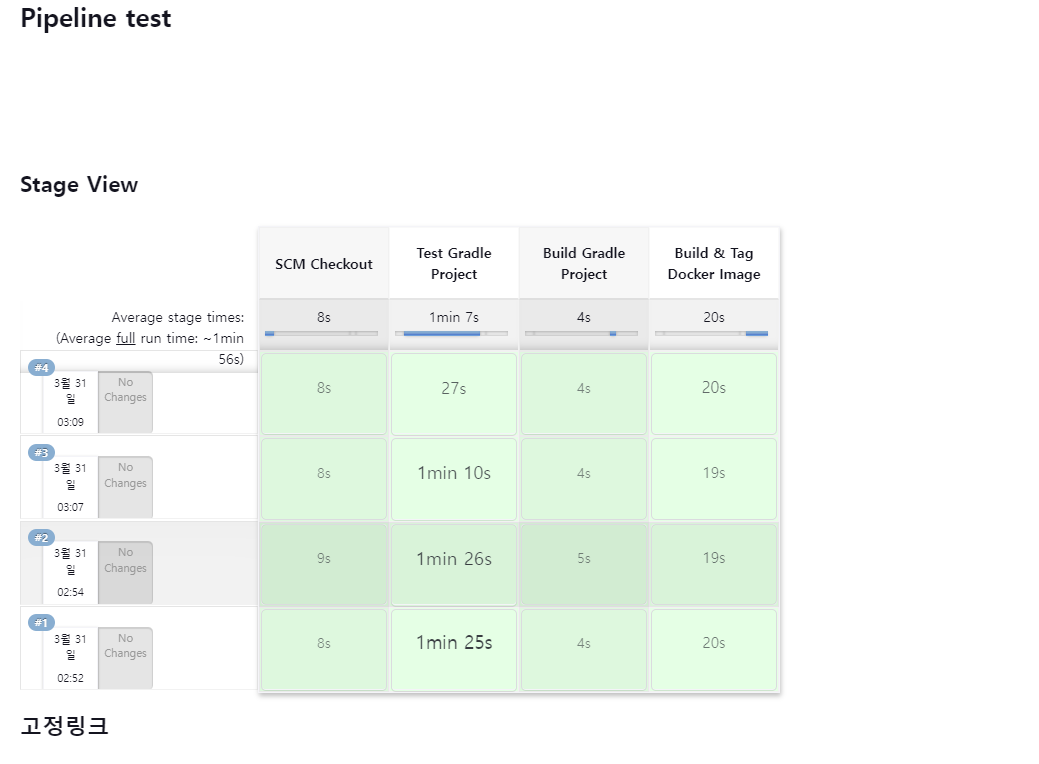 Pipeline test
Stage View
SCM Checkout
Test Gradle
Project
Build Gradle
Project
Build & Tag
Docker Image
Average stage times:
(Average full run time: ~1min
56s)
8s
1min 7s
4s
20s
#4
3월 31
일
03:09
No
Changes
8s
27s
4s
20s
#3
3월 31
일
03:07
No
Changes
8s
1min 10s
4s
19s
#2
3월 31
일
02:54
No
Changes
9s
1min 26s
5s
19s
#1
3월 31
일
02:52
No
Changes
8s
1min 25s
4s
20s
고정링크